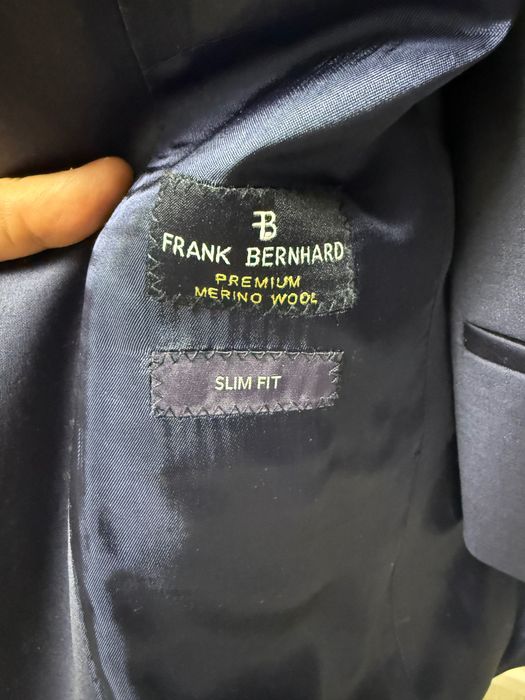 FB
FRANK BERNHARD
PREMIUM
MERINO WOOL
SLIM FIT